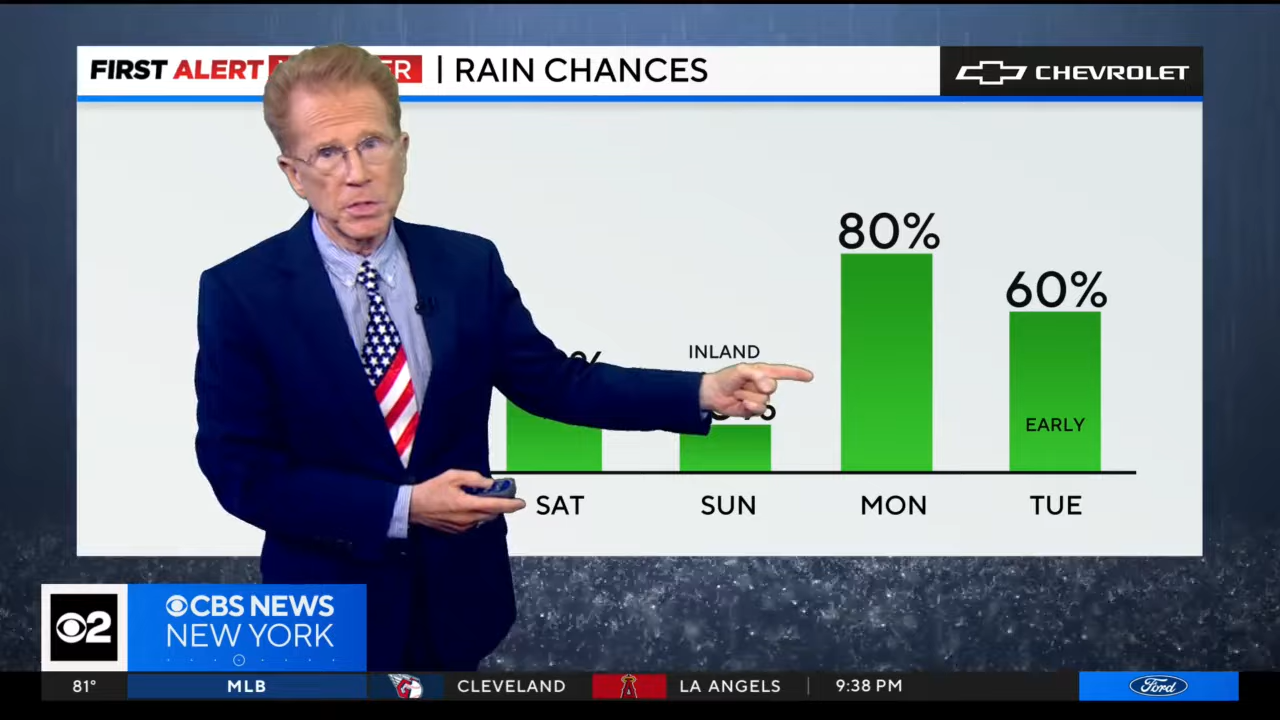 FIRST ALERT | RAIN CHANCES
CHEVROLET
80%
60%
INLAND
EARLY
SAT SUN MON TUE
2
CBS NEWS
NEW YORK
81° MLB CLEVELAND LA ANGELS 9:38 PM Ford